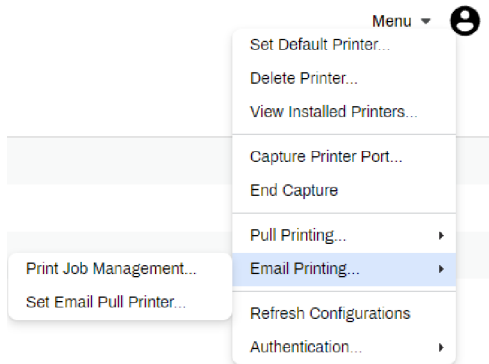 Menu
Set Default Printer...
Delete Printer...
View Installed Printers...
Capture Printer Port...
End Capture
Pull Printing...
Email Printing...
Print Job Management...
Set Email Pull Printer...
Refresh Configurations
Authentication...